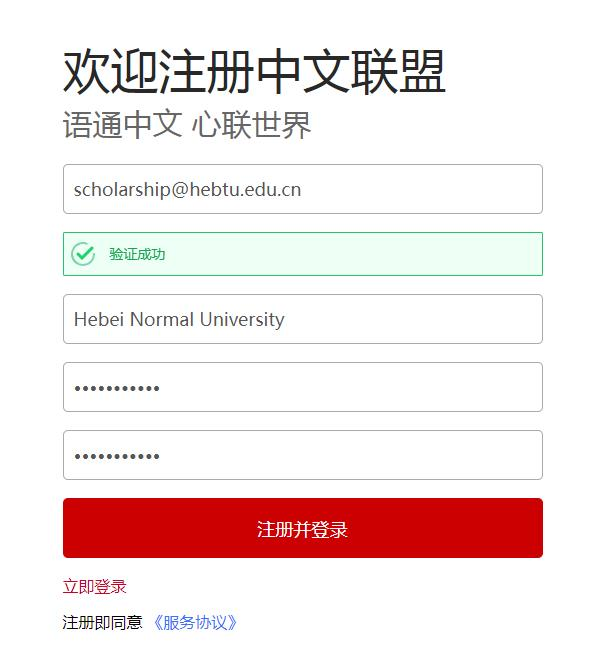 欢迎注册中文联盟
语通中文 心联世界
scholarship@hebtu.edu.cn
验证成功
Hebei Normal University
•••••••••••
•••••••••••
注册并登录
立即登录
注册即同意 《服务协议》